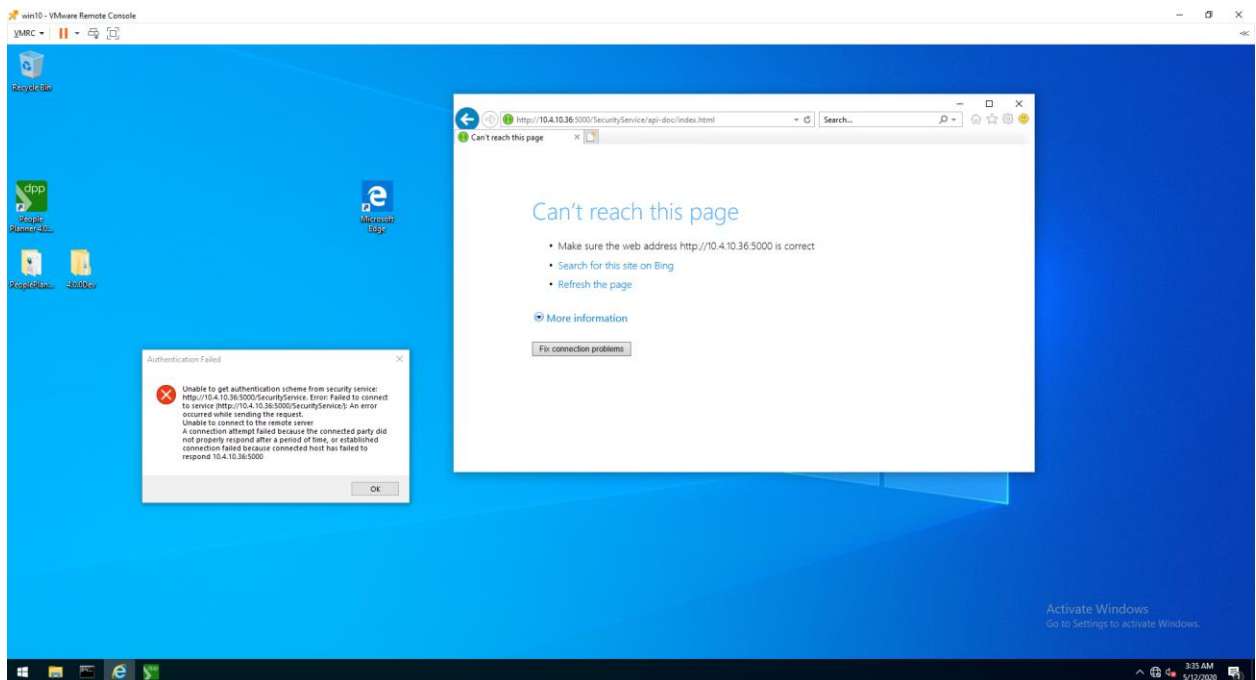 win10 - VMware Remote Console
VMRC
Recycle Bin
http://10.4.10.36:5000/SecurityService/api-doc/index.html
Search...
Can't reach this page
Can't reach this page
Make sure the web address http://10.4.10.36:5000 is correct
Search for this site on Bing
Refresh the page
More information
Fix connection problems
dpp
People
Planner 4.0...
Microsoft
Edge
PeoplePlan...
4.0.0Dev
Authentication Failed
Unable to get authentication scheme from security service:
http://10.4.10.36:5000/SecurityService. Error: Failed to connect
to service (http://10.4.10.36:5000/SecurityService/): An error
occurred while sending the request.
Unable to connect to the remote server
A connection attempt failed because the connected party did
not properly respond after a period of time, or established
connection failed because connected host has failed to
respond 10.4.10.36:5000
OK
Activate Windows
Go to Settings to activate Windows.
3:35 AM
5/12/2020